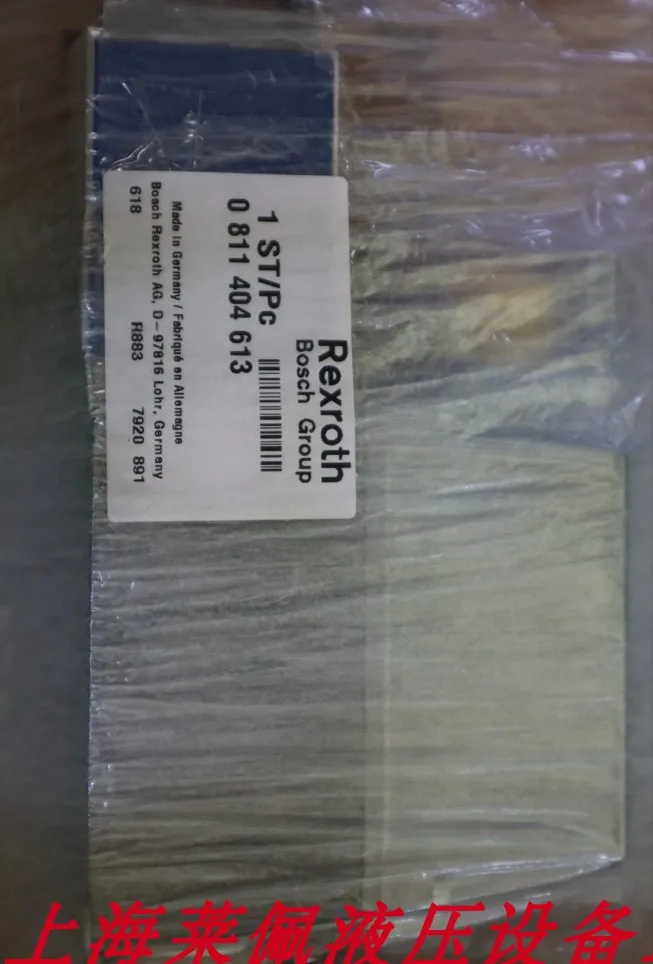 Rexroth
Bosch Group
1 ST/Pc
0 811 404 613
Made in Germany / Fabriqué en Allemagne
Bosch Rexroth AG, D-97816 Lohr, Germany
618 R883 7920 891
上海莱佩液压设备